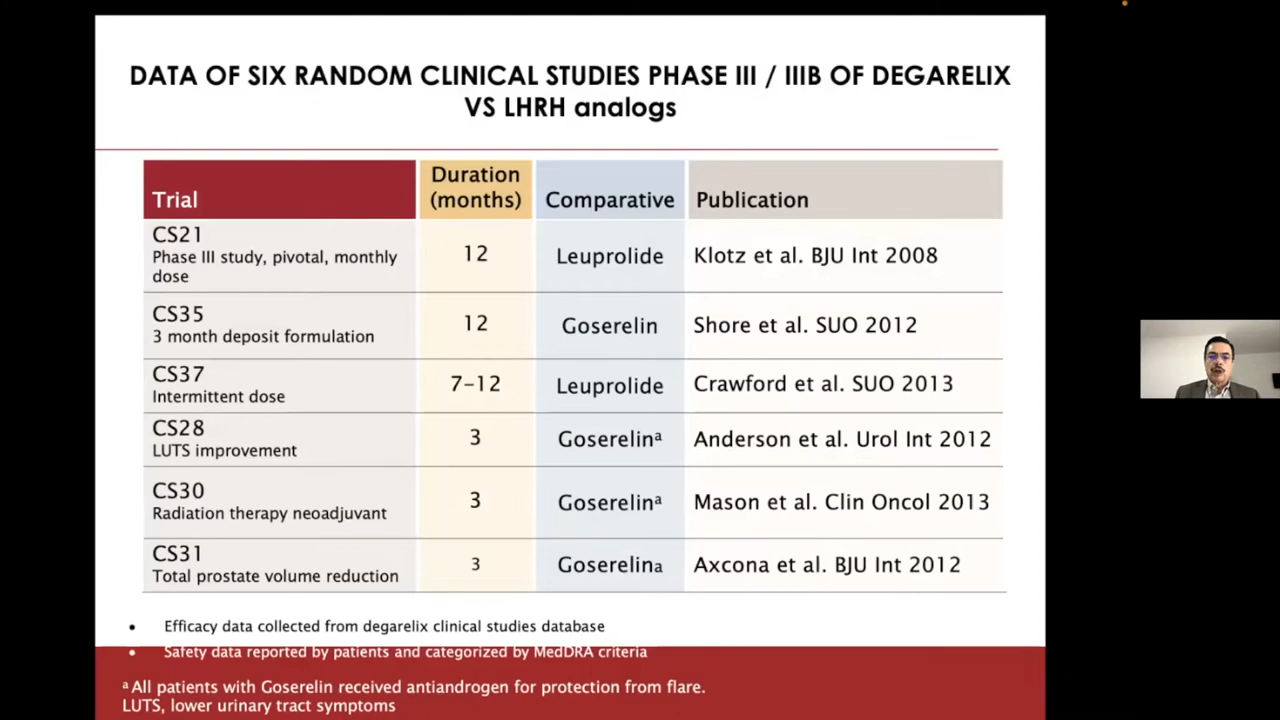 DATA OF SIX RANDOM CLINICAL STUDIES PHASE III / IIIB OF DEGARELIX
VS LHRH analogs
Trial
Duration
(months)
Comparative
Publication
CS21
Phase III study, pivotal, monthly
dose
12
Leuprolide
Klotz et al. BJU Int 2008
CS35
3 month deposit formulation
12
Goserelin
Shore et al. SUO 2012
CS37
Intermittent dose
7–12
Leuprolide
Crawford et al. SUO 2013
CS28
LUTS improvement
3
Goserelinᵃ
Anderson et al. Urol Int 2012
CS30
Radiation therapy neoadjuvant
3
Goserelinᵃ
Mason et al. Clin Oncol 2013
CS31
Total prostate volume reduction
3
Goserelinₐ
Axcona et al. BJU Int 2012
• Efficacy data collected from degarelix clinical studies database
• Safety data reported by patients and categorized by MedDRA criteria
ᵃ All patients with Goserelin received antiandrogen for protection from flare.
LUTS, lower urinary tract symptoms